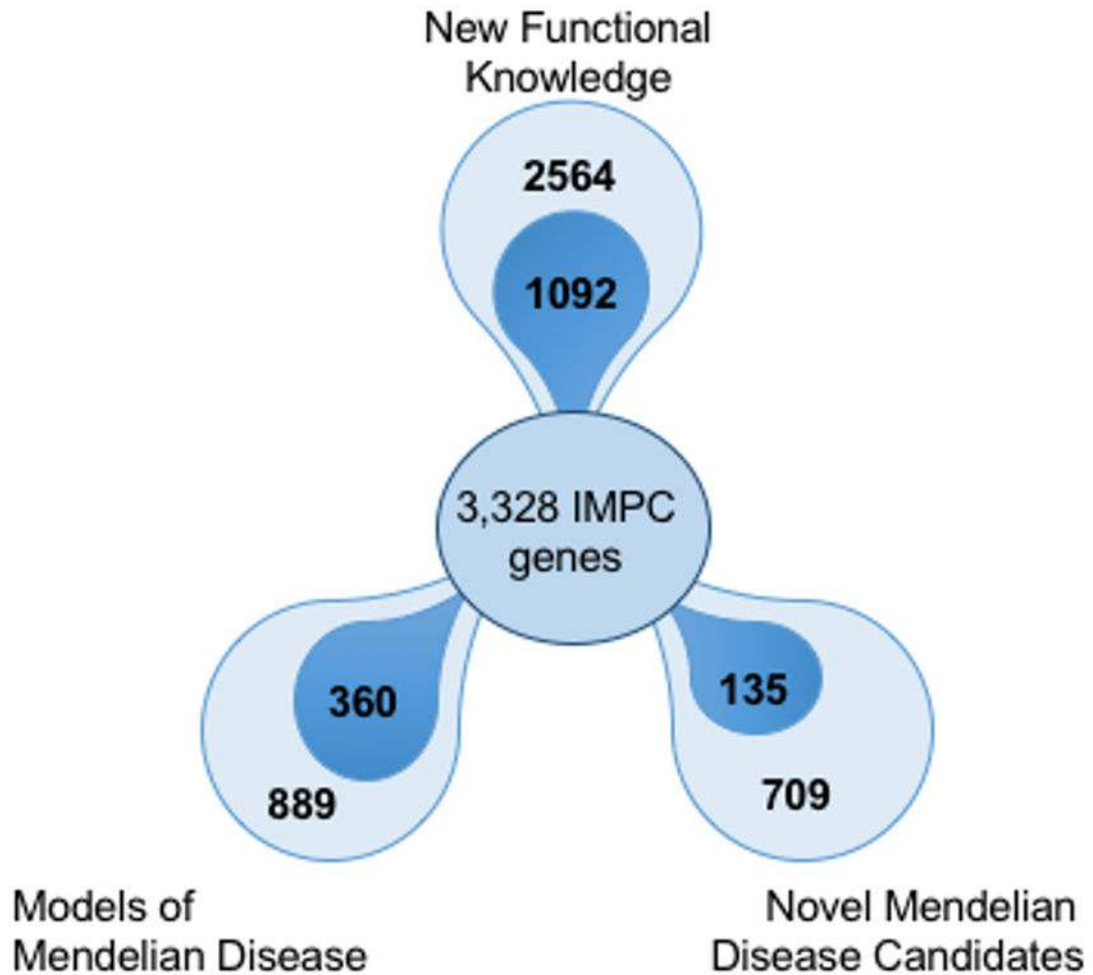 New Functional
Knowledge
2564
1092
3,328 IMPC
genes
360
889
135
709
Models of
Mendelian Disease
Novel Mendelian
Disease Candidates